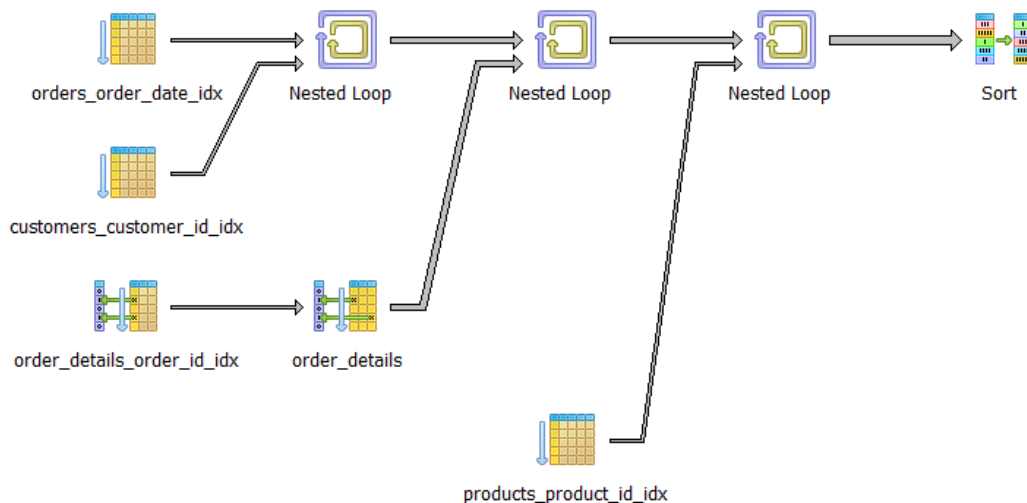 orders_order_date_idx
Nested Loop
Nested Loop
Nested Loop
Sort
customers_customer_id_idx
order_details_order_id_idx
order_details
products_product_id_idx